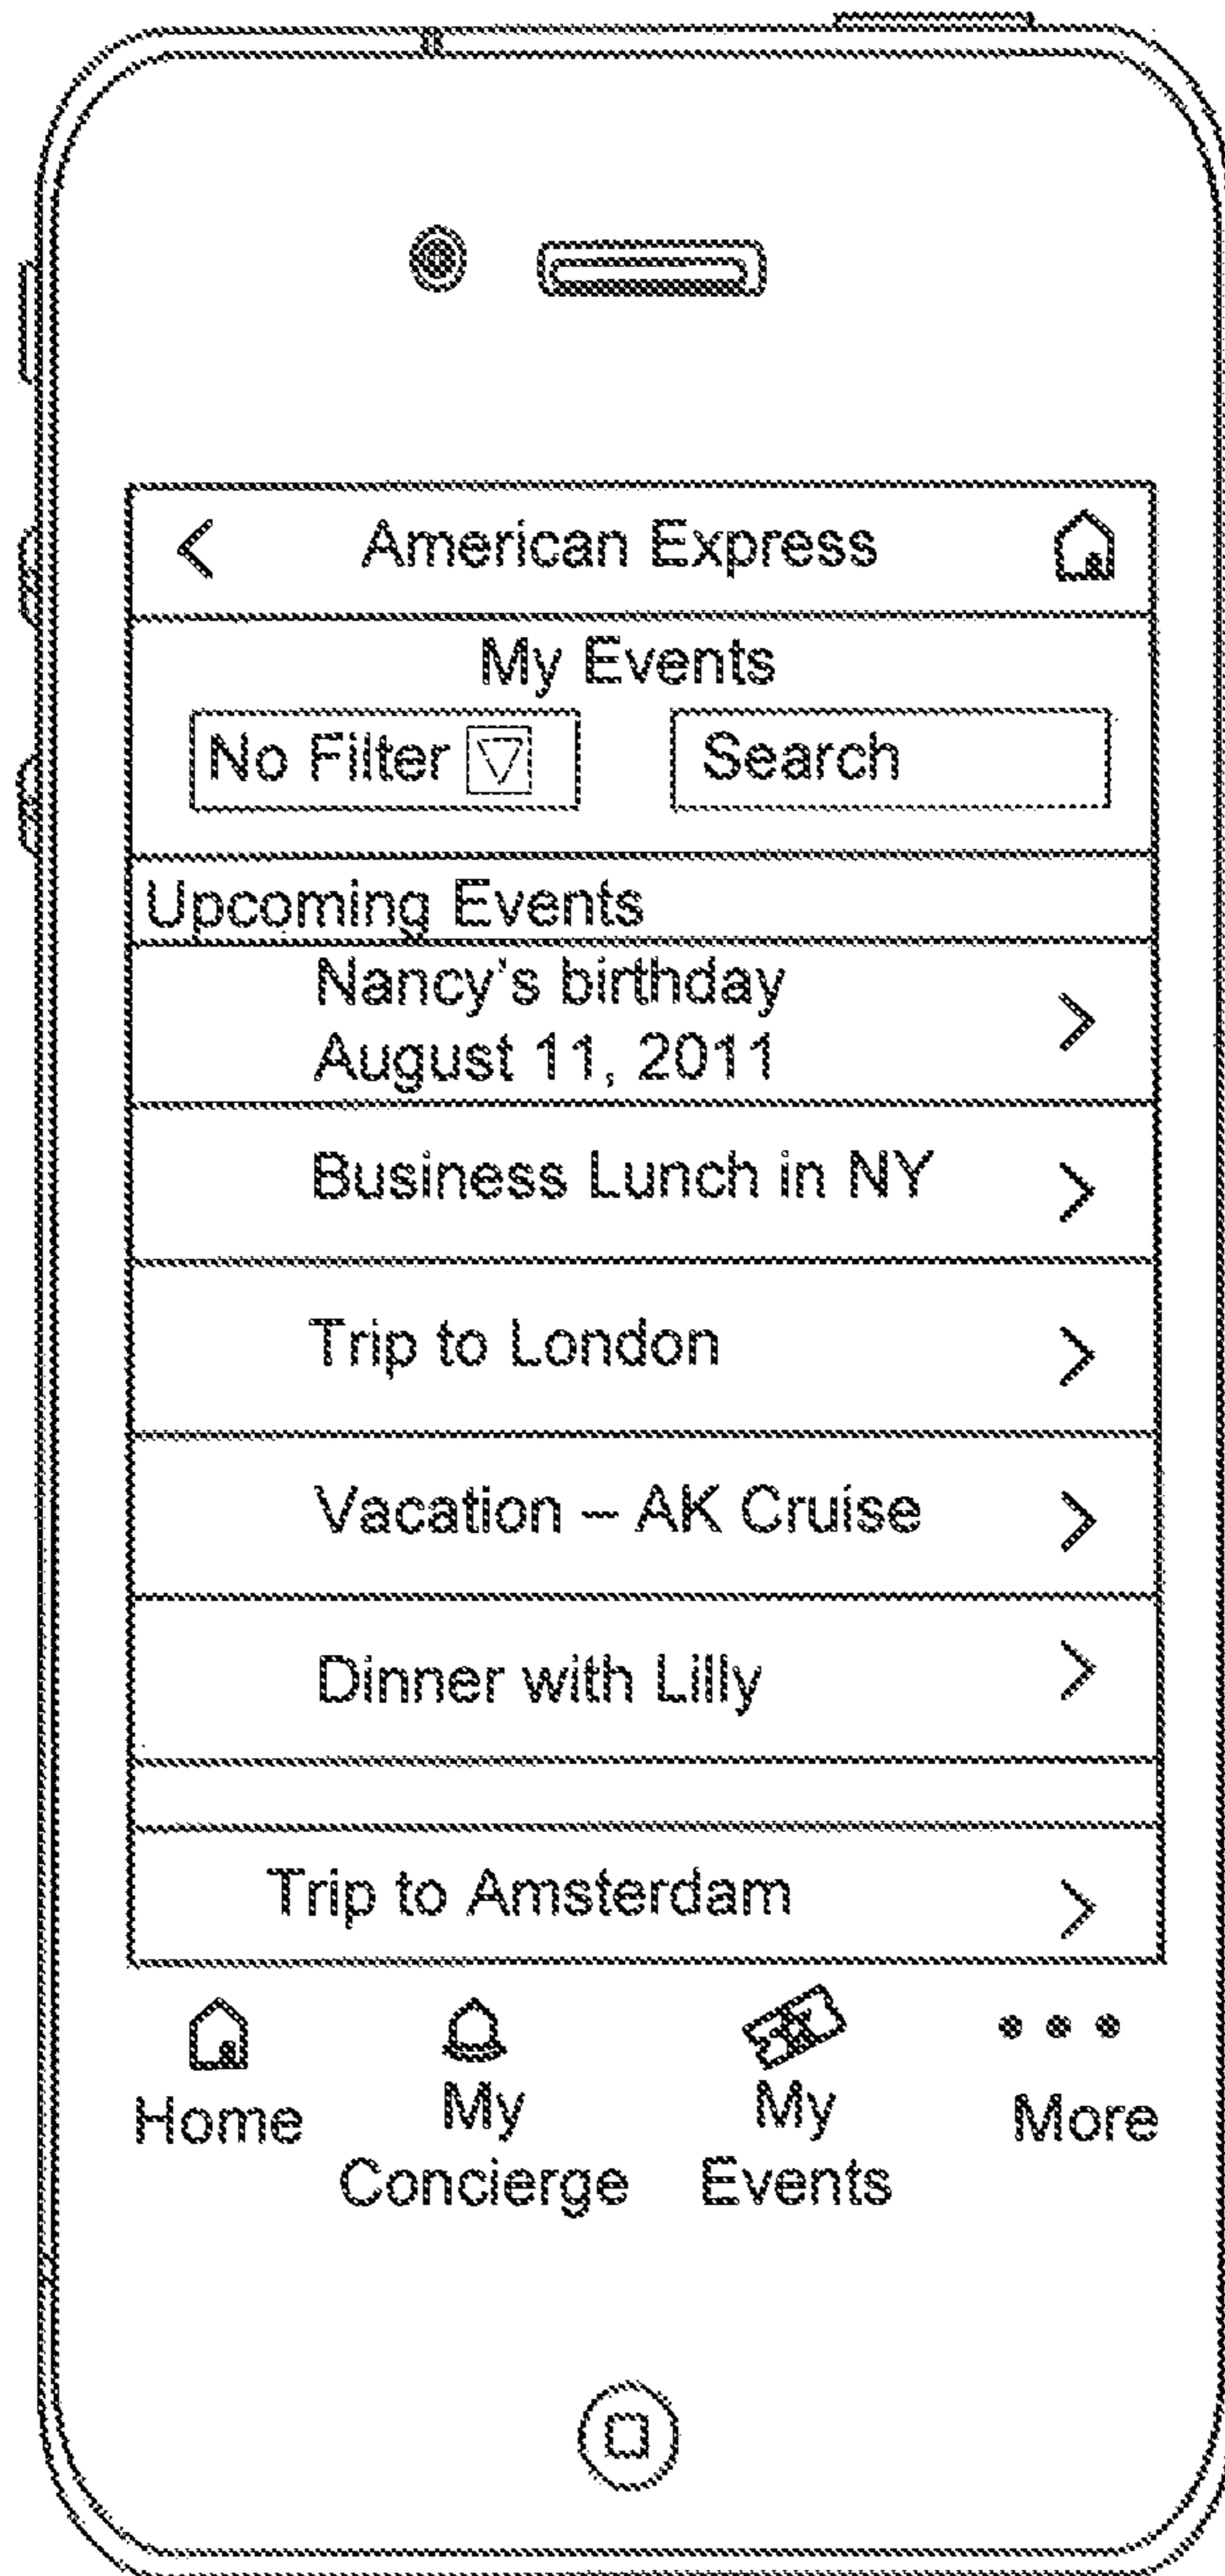 American Express
My Events
No Filter Search
Upcoming Events
Nancy's birthday
August 11, 2011
Business Lunch in NY
Trip to London
Vacation – AK Cruise
Dinner with Lilly
Trip to Amsterdam
Home
My
Concierge
My
Events
More